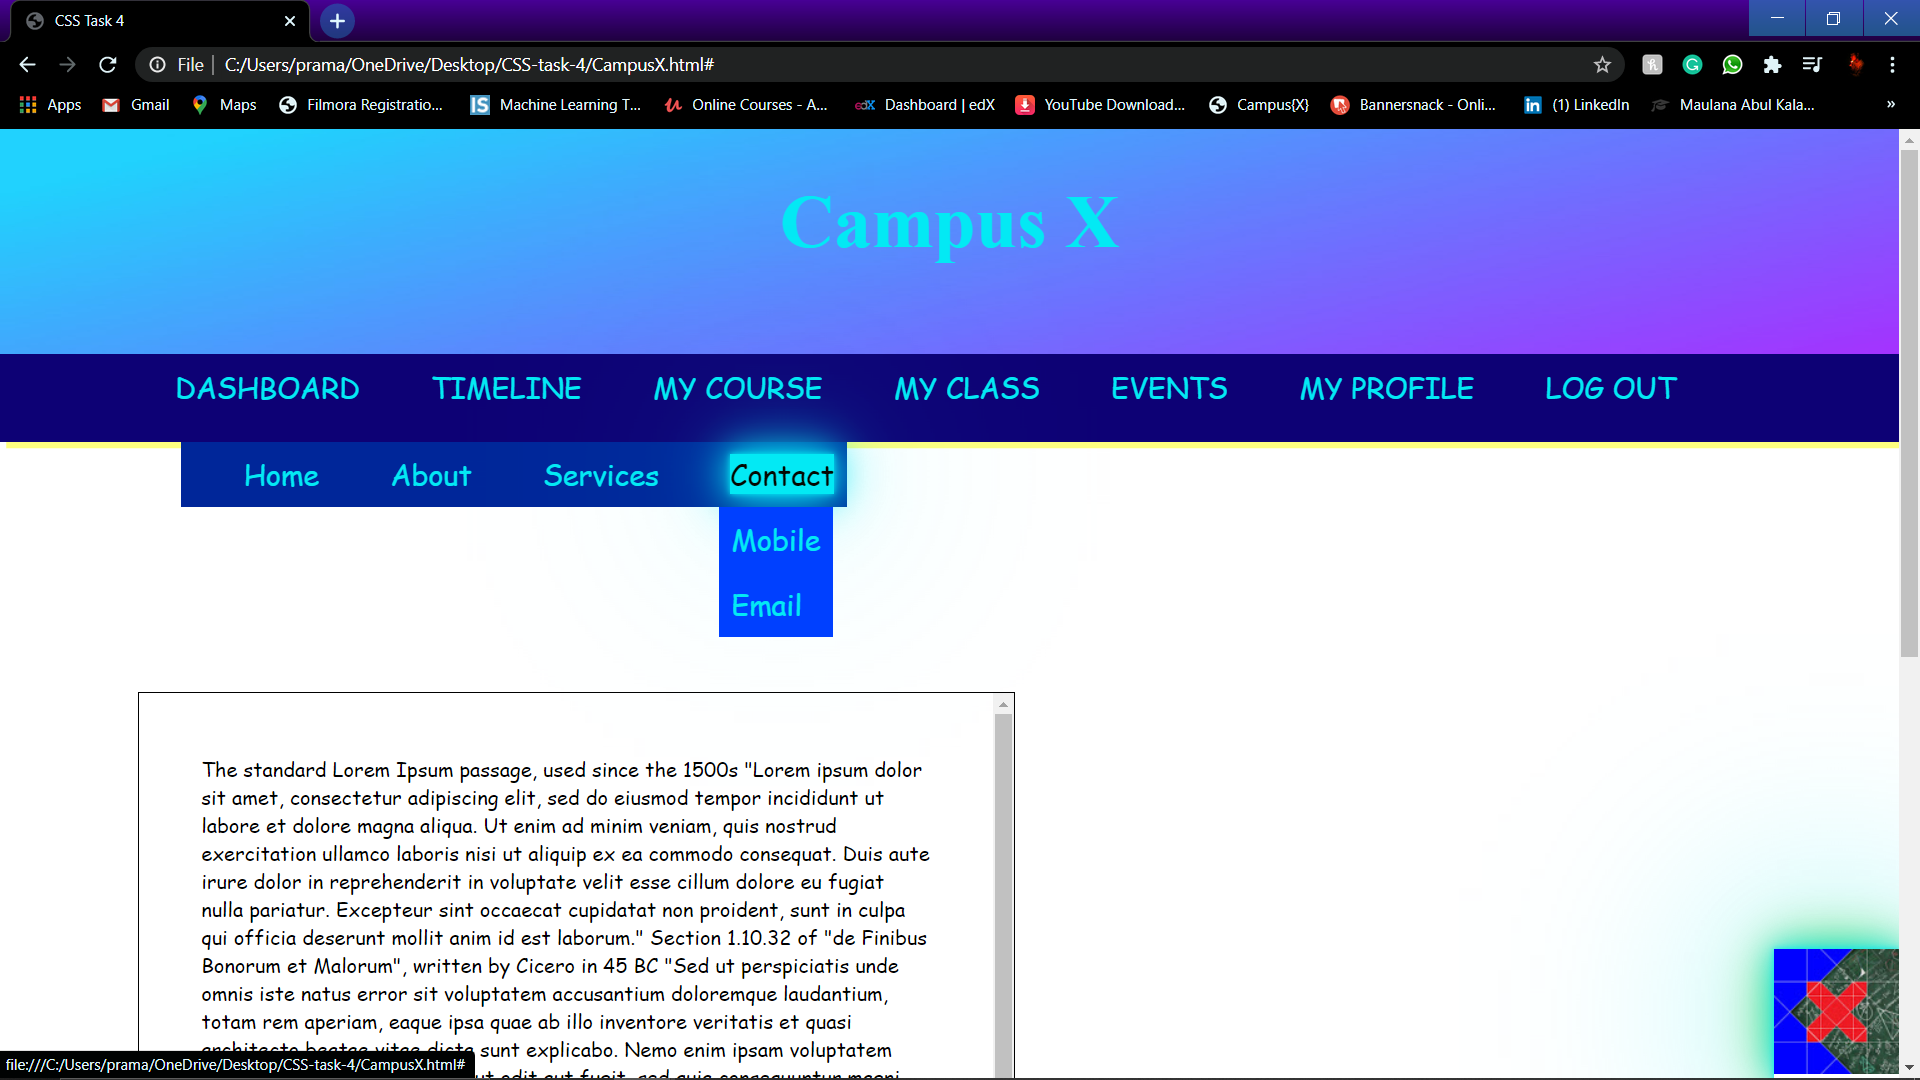 CSS Task 4
File
C:/Users/prama/OneDrive/Desktop/CSS-task-4/CampusX.html#
Apps Gmail Maps Filmora Registratio... Machine Learning T... Online Courses - A... Dashboard | edX YouTube Download... Campus{X} Bannersnack - Onli... (1) LinkedIn Maulana Abul Kala... »
Campus X
DASHBOARD TIMELINE MY COURSE MY CLASS EVENTS MY PROFILE LOG OUT
Home About Services Contact
Mobile
Email
The standard Lorem Ipsum passage, used since the 1500s "Lorem ipsum dolor
sit amet, consectetur adipiscing elit, sed do eiusmod tempor incididunt ut
labore et dolore magna aliqua. Ut enim ad minim veniam, quis nostrud
exercitation ullamco laboris nisi ut aliquip ex ea commodo consequat. Duis aute
irure dolor in reprehenderit in voluptate velit esse cillum dolore eu fugiat
nulla pariatur. Excepteur sint occaecat cupidatat non proident, sunt in culpa
qui officia deserunt mollit anim id est laborum." Section 1.10.32 of "de Finibus
Bonorum et Malorum", written by Cicero in 45 BC "Sed ut perspiciatis unde
omnis iste natus error sit voluptatem accusantium doloremque laudantium,
totam rem aperiam, eaque ipsa quae ab illo inventore veritatis et quasi
architecto beatae vitae dicta sunt explicabo. Nemo enim ipsam voluptatem
file:///C:/Users/prama/OneDrive/Desktop/CSS-task-4/CampusX.html#